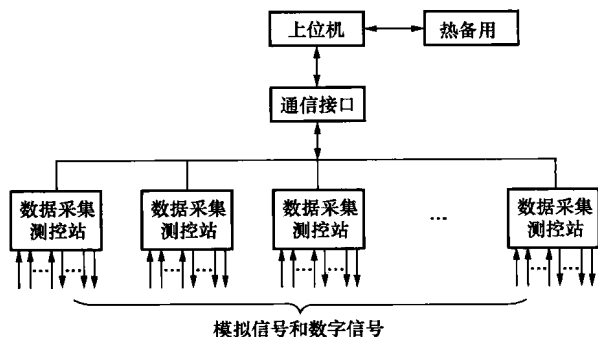 上位机
热备用
通信接口
数据采集
测控站
数据采集
测控站
数据采集
测控站
…
数据采集
测控站
模拟信号和数字信号